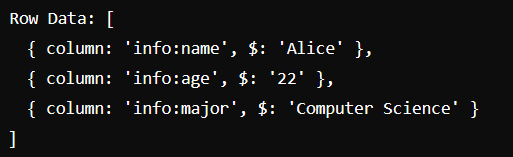 Row Data: [
  { column: 'info:name', $: 'Alice' },
  { column: 'info:age', $: '22' },
  { column: 'info:major', $: 'Computer Science' }
]